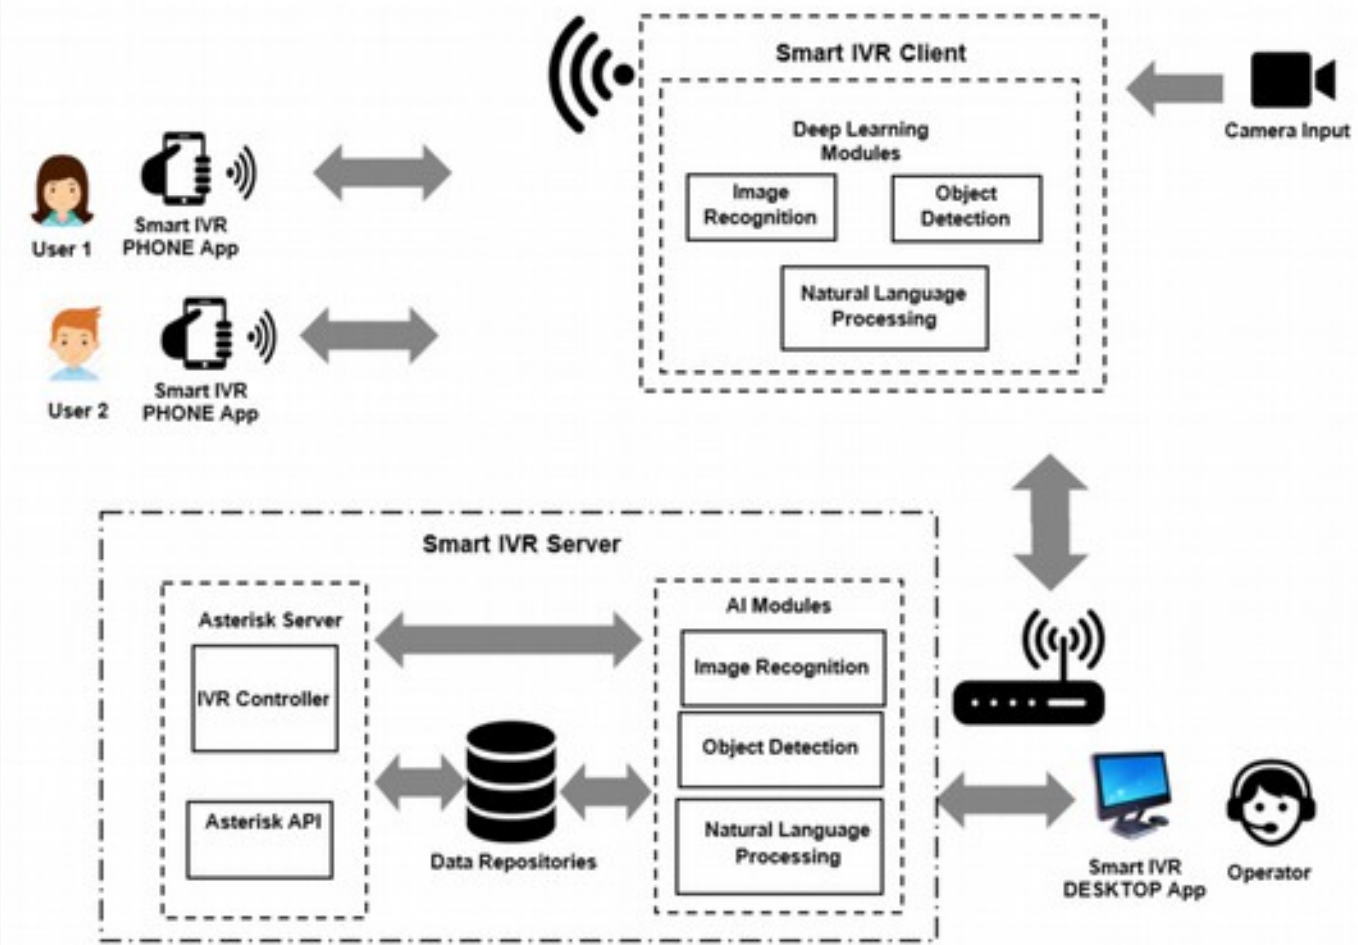 Smart IVR Client
Deep Learning
Modules
Image
Recognition
Object
Detection
Natural Language
Processing
Camera Input
User 1
Smart IVR
PHONE App
User 2
Smart IVR
PHONE App
Smart IVR Server
Asterisk Server
IVR Controller
Asterisk API
Data Repositories
AI Modules
Image Recognition
Object Detection
Natural Language
Processing
Smart IVR
DESKTOP App
Operator